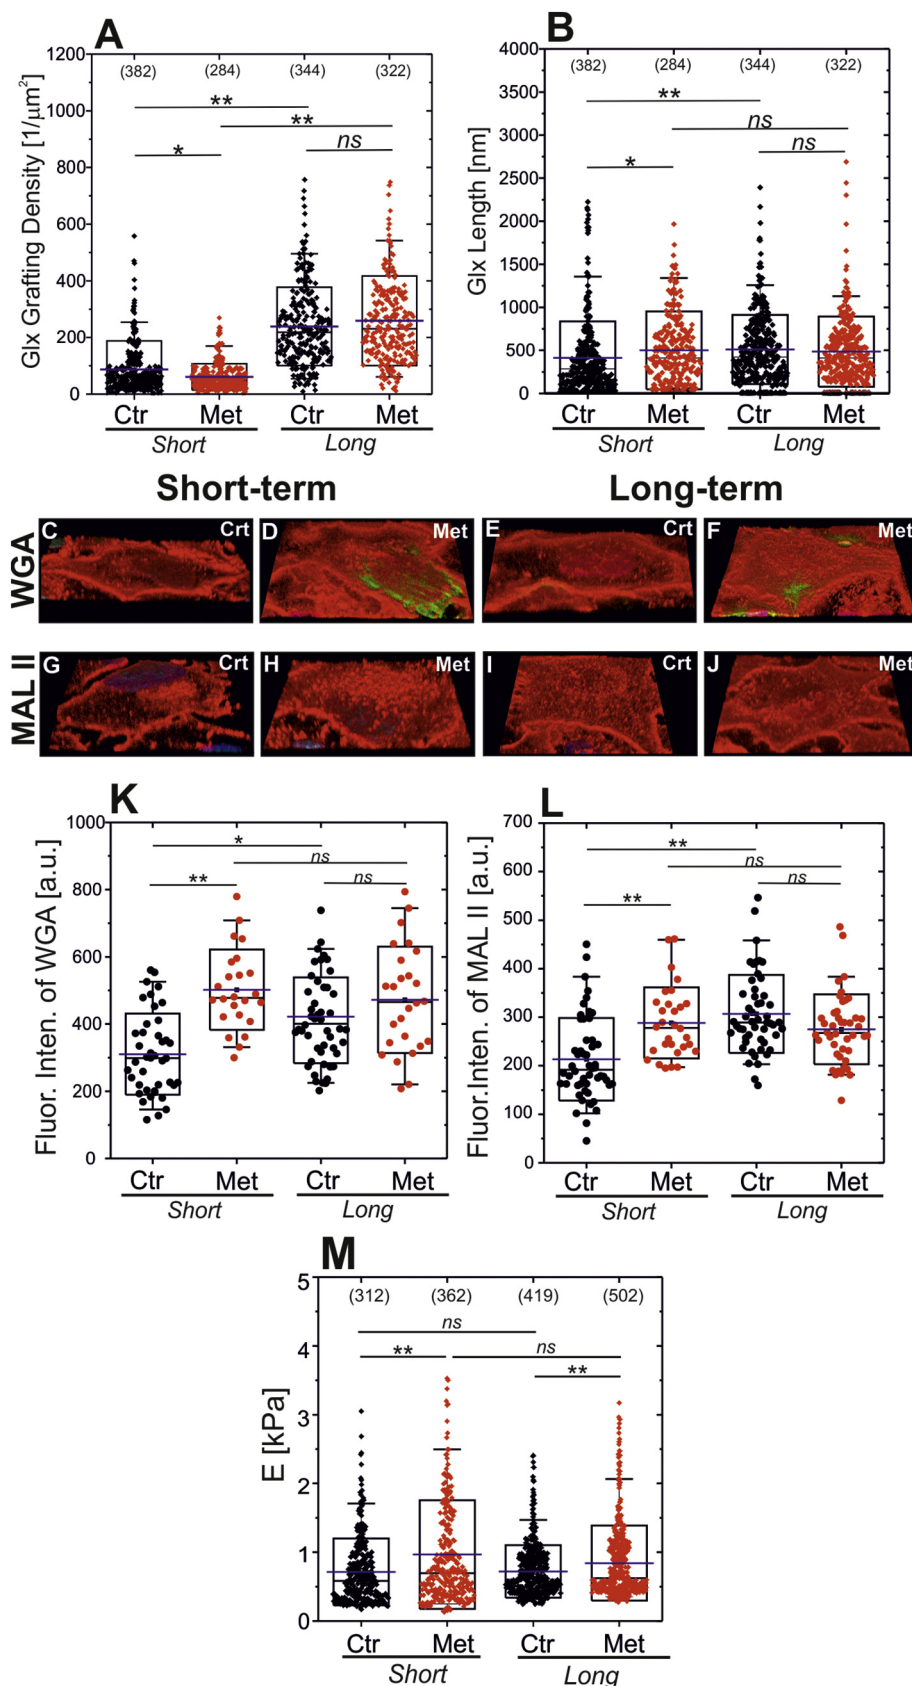 A
Glx Grafting Density [1/μm²]
1200
1000
800
600
400
200
0
(382) (284) (344) (322)
**
**
* ns
Ctr Met Ctr Met
Short Long
B
Glx Length [nm]
4000
3500
3000
2500
2000
1500
1000
500
0
(382) (284) (344) (322)
**
ns
* ns
Ctr Met Ctr Met
Short Long
Short-term Long-term
WGA
C Crt D Met E Crt F Met
MAL II
G Crt H Met I Crt J Met
K
Fluor. Inten. of WGA [a.u.]
1000
800
600
400
200
0
*
ns
** ns
Ctr Met Ctr Met
Short Long
L
Fluor.Inten. of MAL II [a.u.]
700
600
500
400
300
200
100
0
**
ns
** ns
Ctr Met Ctr Met
Short Long
M
E [kPa]
5
4
3
2
1
0
(312) (362) (419) (502)
ns
** ns
**
Ctr Met Ctr Met
Short Long